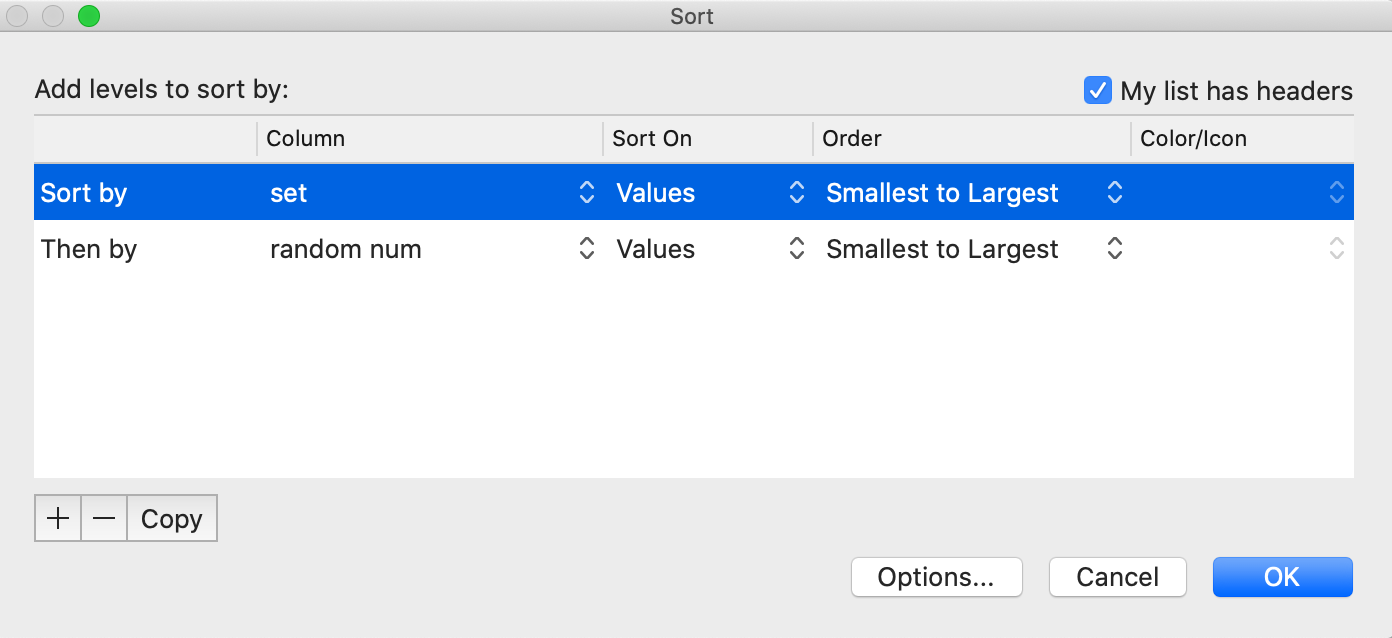 Sort
Add levels to sort by:
My list has headers
Column Sort On Order Color/Icon
Sort by set Values Smallest to Largest
Then by random num Values Smallest to Largest
+ — Copy
Options... Cancel OK